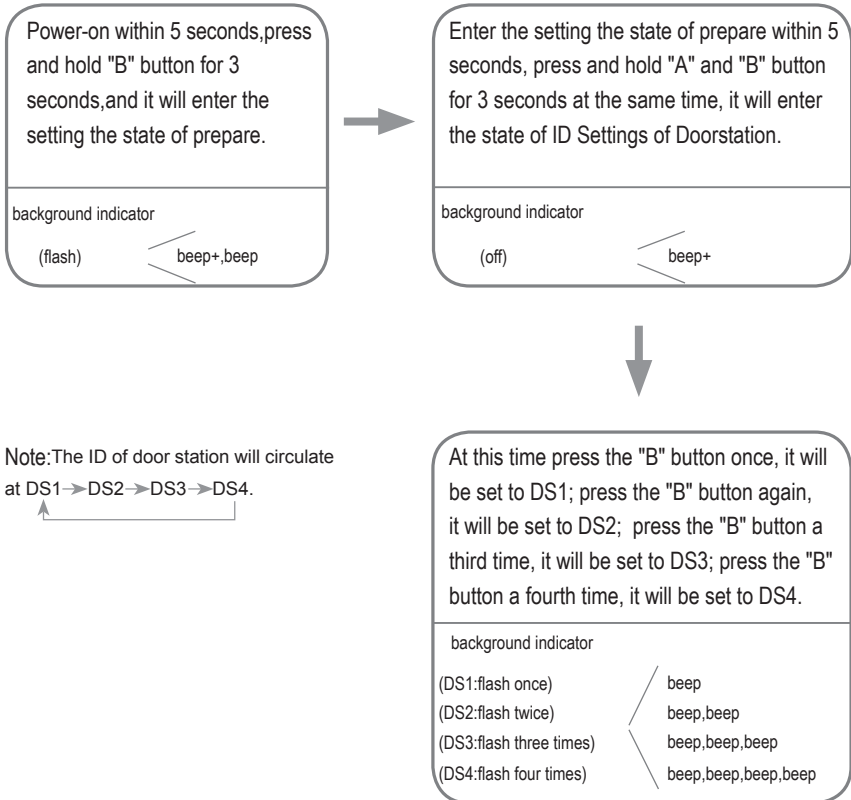 Power-on within 5 seconds,press
and hold "B" button for 3
seconds,and it will enter the
setting the state of prepare.
background indicator
(flash) beep+,beep
Enter the setting the state of prepare within 5
seconds, press and hold "A" and "B" button
for 3 seconds at the same time, it will enter
the state of ID Settings of Doorstation.
background indicator
(off) beep+
Note:The ID of door station will circulate
at DS1→DS2→DS3→DS4.
At this time press the "B" button once, it will
be set to DS1; press the "B" button again,
it will be set to DS2; press the "B" button a
third time, it will be set to DS3; press the "B"
button a fourth time, it will be set to DS4.
background indicator
(DS1:flash once) beep
(DS2:flash twice) beep,beep
(DS3:flash three times) beep,beep,beep
(DS4:flash four times) beep,beep,beep,beep